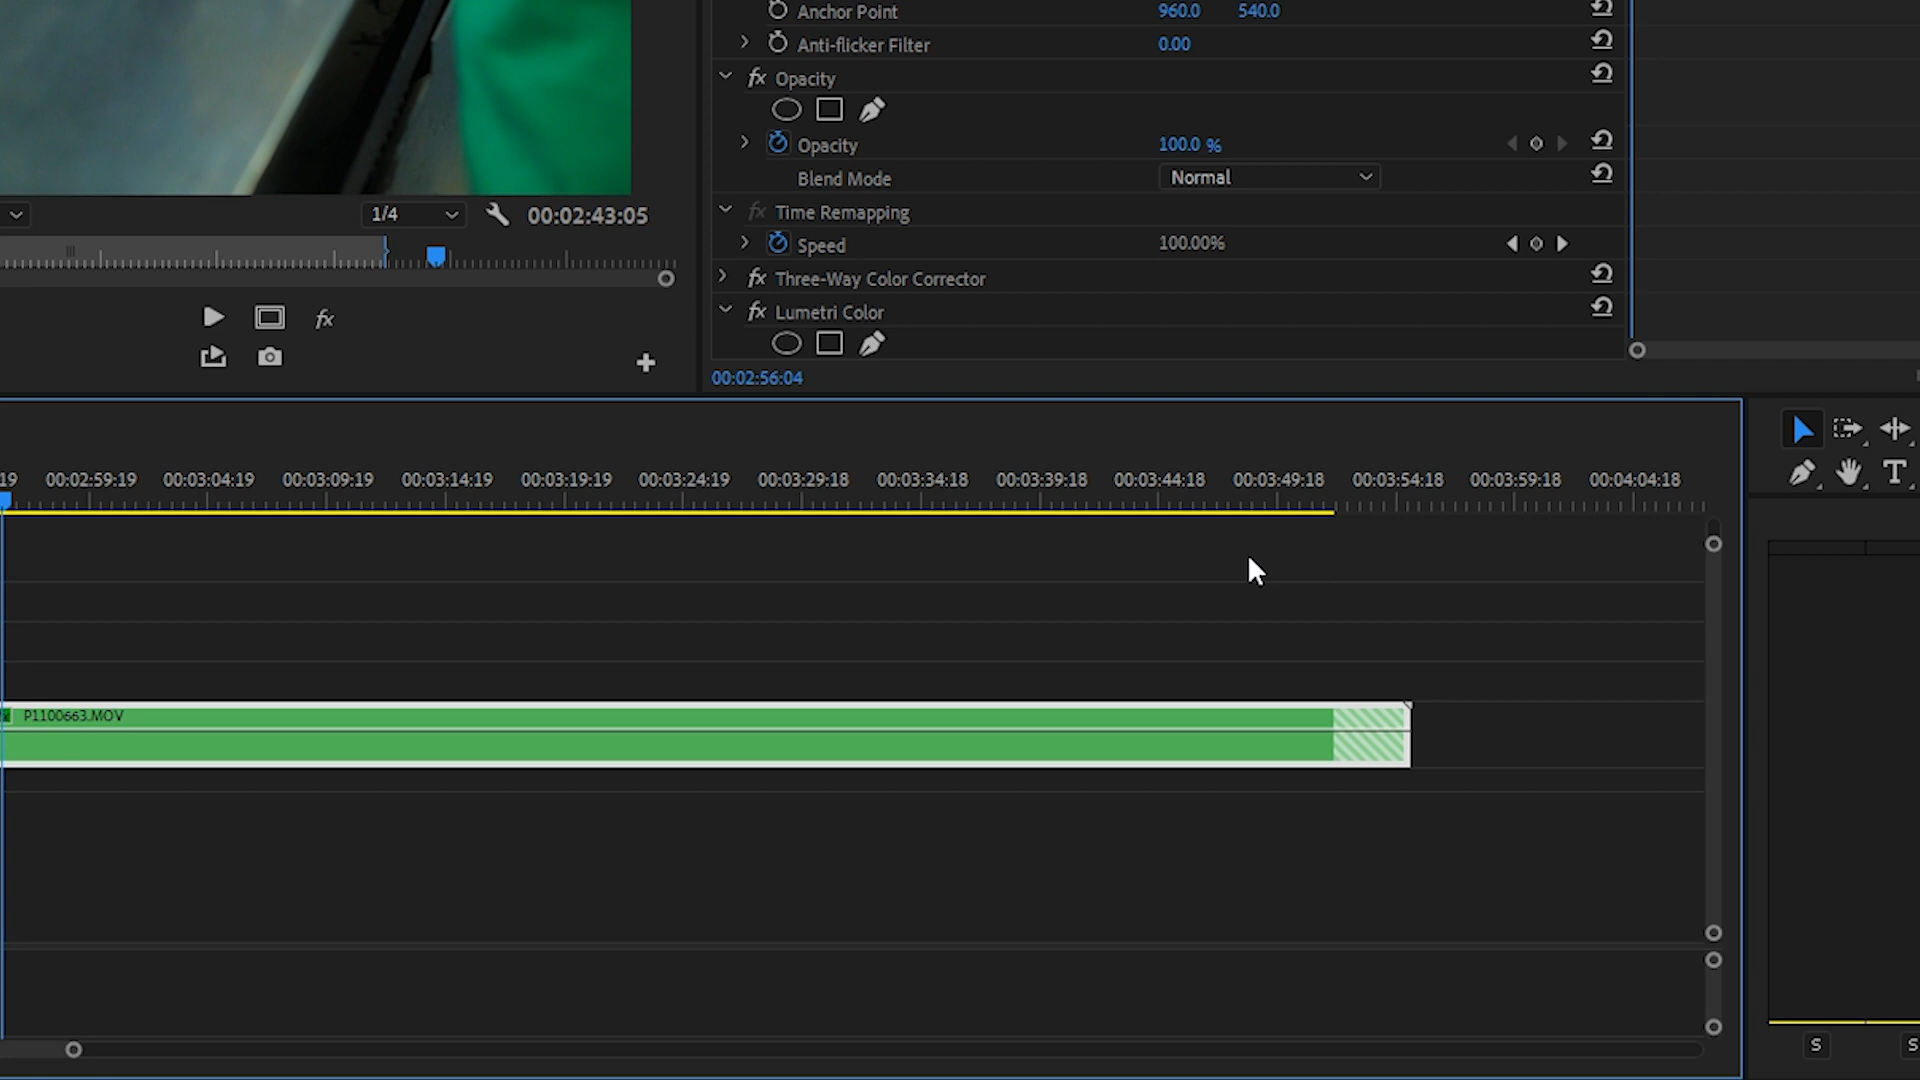 Anchor Point 960.0 540.0
Anti-flicker Filter 0.00
fx Opacity
Opacity 100.0 %
Blend Mode Normal
1/4 00:02:43:05
fx Time Remapping
Speed 100.00%
fx Three-Way Color Corrector
fx Lumetri Color
fx
00:02:56:04
19 00:02:59:19 00:03:04:19 00:03:09:19 00:03:14:19 00:03:19:19 00:03:24:19 00:03:29:18 00:03:34:18 00:03:39:18 00:03:44:18 00:03:49:18 00:03:54:18 00:03:59:18 00:04:04:18
T
P1100663.MOV
S S